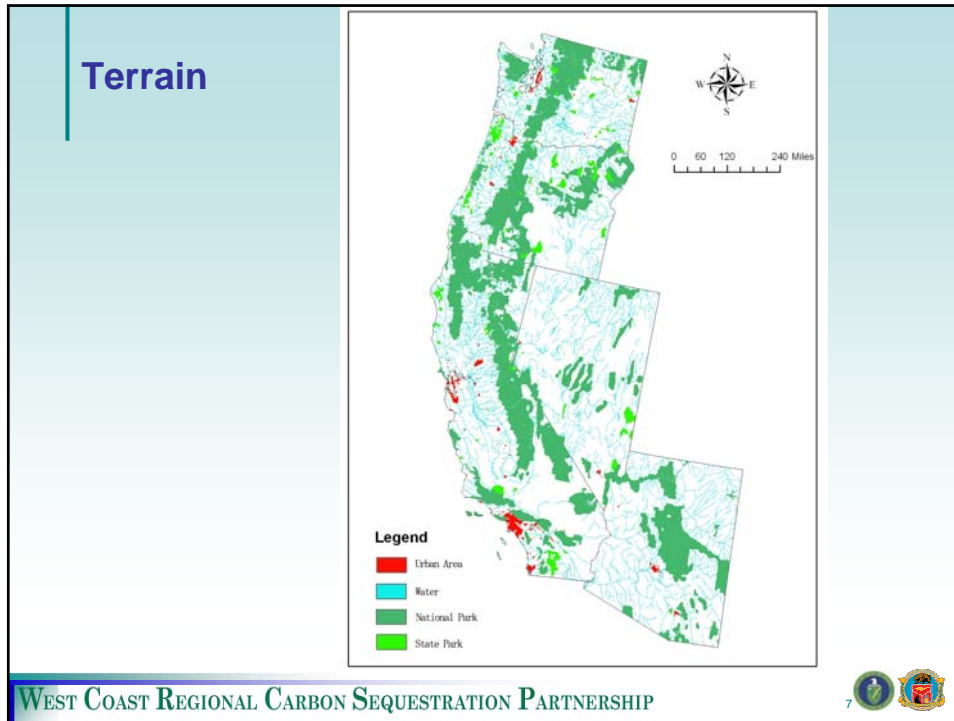 Terrain
N
W E
S
0 60 120 240 Miles
Legend
Urban Area
Water
National Park
State Park
WEST COAST REGIONAL CARBON SEQUESTRATION PARTNERSHIP
7